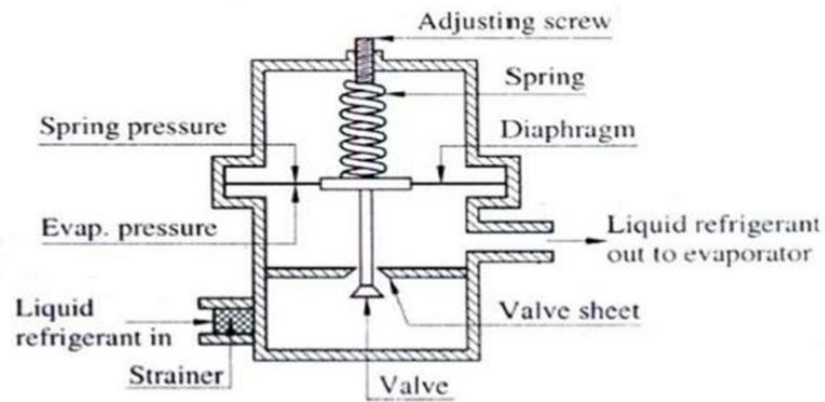 Adjusting screw
Spring
Spring pressure
Diaphragm
Evap. pressure
Liquid refrigerant
out to evaporator
Liquid
refrigerant in
Valve sheet
Strainer
Valve